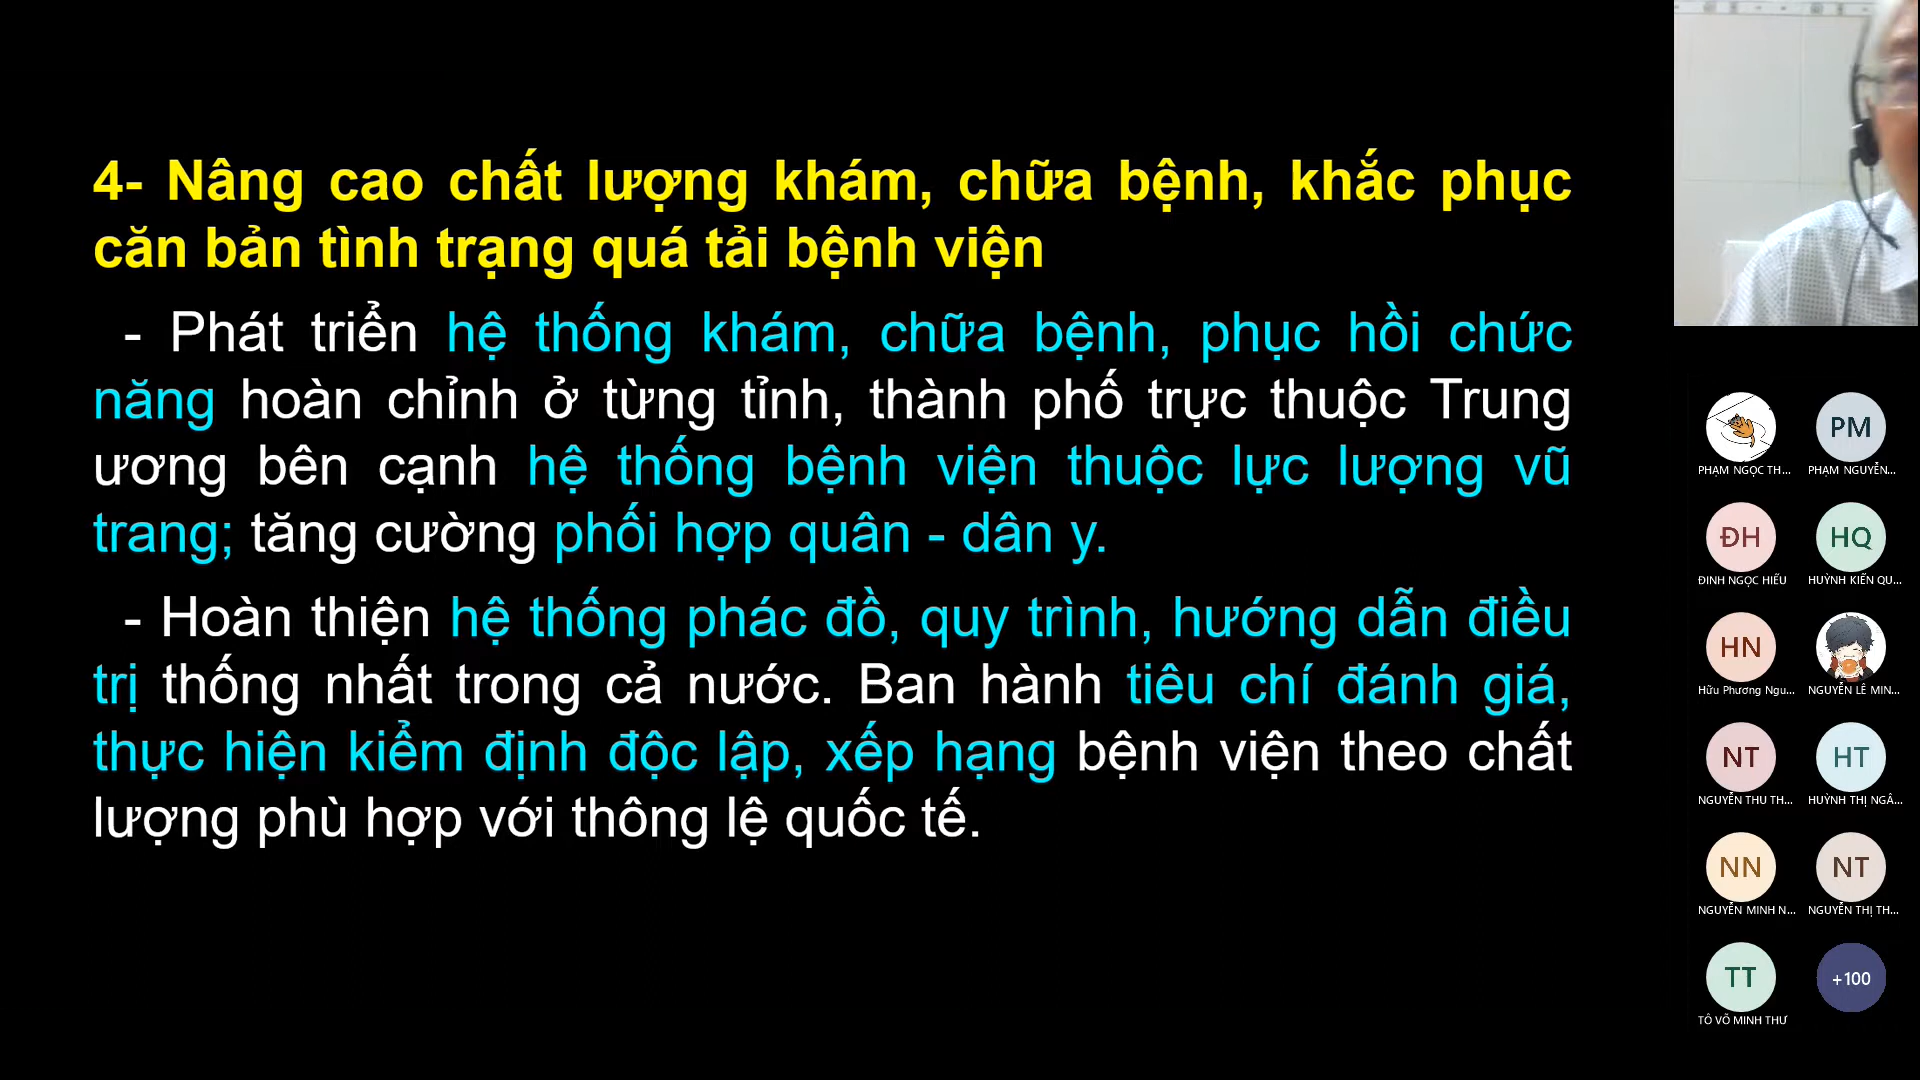 4- Nâng cao chất lượng khám, chữa bệnh, khắc phục
căn bản tình trạng quá tải bệnh viện
- Phát triển hệ thống khám, chữa bệnh, phục hồi chức
năng hoàn chỉnh ở từng tỉnh, thành phố trực thuộc Trung
ương bên cạnh hệ thống bệnh viện thuộc lực lượng vũ
trang; tăng cường phối hợp quân - dân y.
- Hoàn thiện hệ thống phác đồ, quy trình, hướng dẫn điều
trị thống nhất trong cả nước. Ban hành tiêu chí đánh giá,
thực hiện kiểm định độc lập, xếp hạng bệnh viện theo chất
lượng phù hợp với thông lệ quốc tế.
PHẠM NGỌC TH...
PM
PHẠM NGUYỄN...
ĐH
ĐINH NGỌC HIẾU
HQ
HUỲNH KIẾN QU...
HN
Hữu Phương Ngu...
NGUYỄN LÊ MIN...
NT
NGUYỄN THU TH...
HT
HUỲNH THỊ NGÂ...
NN
NGUYỄN MINH N...
NT
NGUYỄN THỊ TH...
TT
TÔ VÕ MINH THƯ
+100